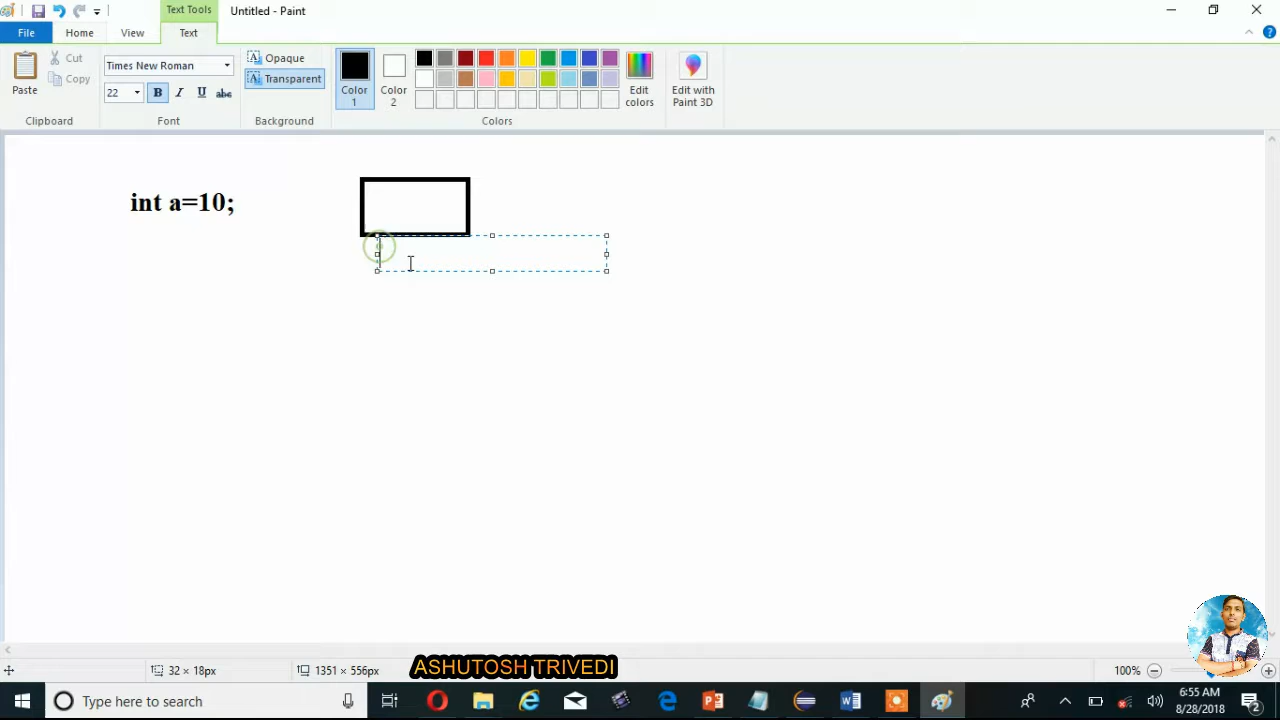 Text Tools
Untitled - Paint
File
Home
View
Text
Paste
Cut
Copy
Clipboard
Times New Roman
22
B
I
U
abc
Font
A Opaque
A Transparent
Background
Color 1
Color 2
Edit colors
Colors
Edit with Paint 3D
int a=10;
32 × 18px
1351 × 556px
100%
ASHUTOSH TRIVEDI
Type here to search
6:55 AM
8/28/2018
2